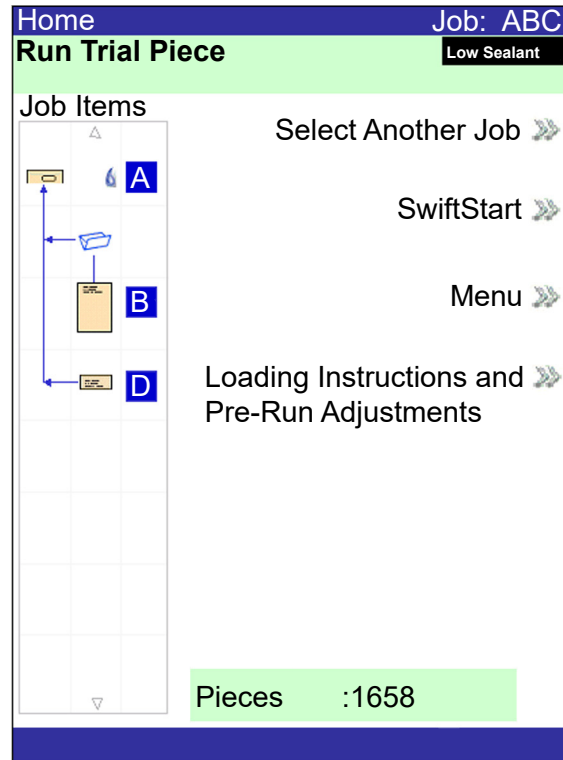 Home Job: ABC
Run Trial Piece Low Sealant
Job Items
Select Another Job
A
SwiftStart
B
Menu
D
Loading Instructions and
Pre-Run Adjustments
Pieces :1658